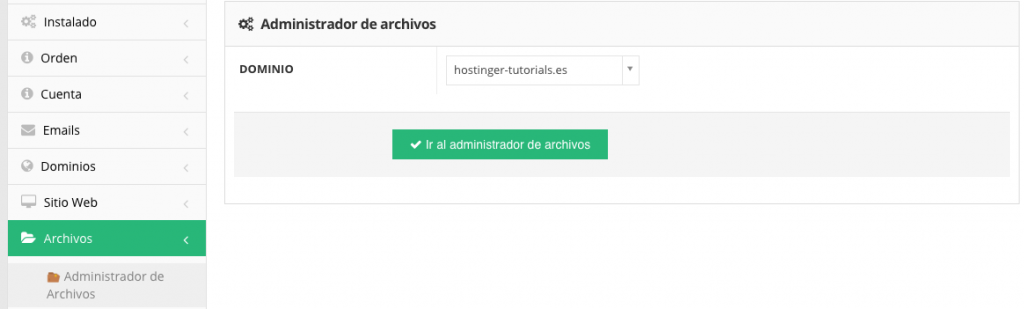 Instalado
Orden
Cuenta
Emails
Dominios
Sitio Web
Archivos
Administrador de
Archivos
Administrador de archivos
DOMINIO
hostinger-tutorials.es
Ir al administrador de archivos